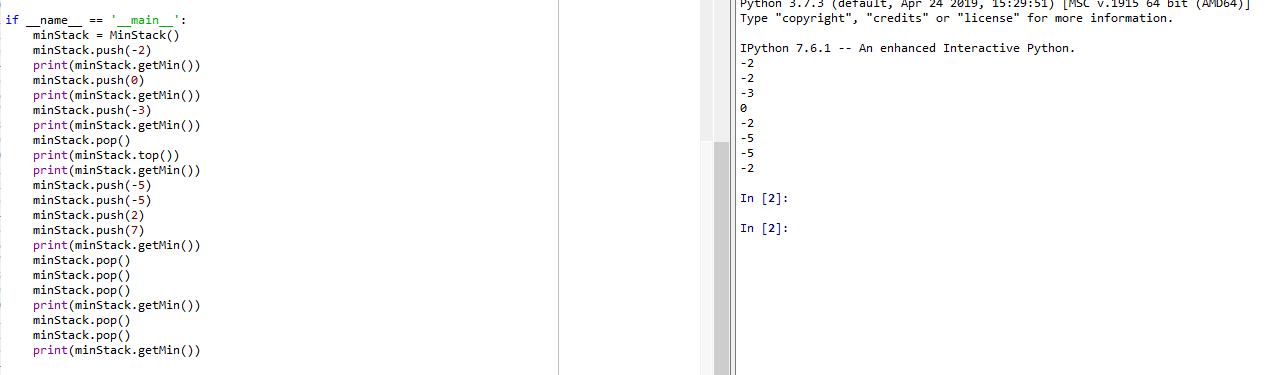 if __name__ == '__main__':
    minStack = MinStack()
    minStack.push(-2)
    print(minStack.getMin())
    minStack.push(0)
    print(minStack.getMin())
    minStack.push(-3)
    print(minStack.getMin())
    minStack.pop()
    print(minStack.top())
    print(minStack.getMin())
    minStack.push(-5)
    minStack.push(-5)
    minStack.push(2)
    minStack.push(7)
    print(minStack.getMin())
    minStack.pop()
    minStack.pop()
    minStack.pop()
    print(minStack.getMin())
    minStack.pop()
    minStack.pop()
    print(minStack.getMin())
Python 3.7.3 (default, Apr 24 2019, 15:29:51) [MSC v.1915 64 bit (AMD64)]
Type "copyright", "credits" or "license" for more information.
IPython 7.6.1 -- An enhanced Interactive Python.
-2
-2
-3
0
-2
-5
-5
-2
In [2]:
In [2]: